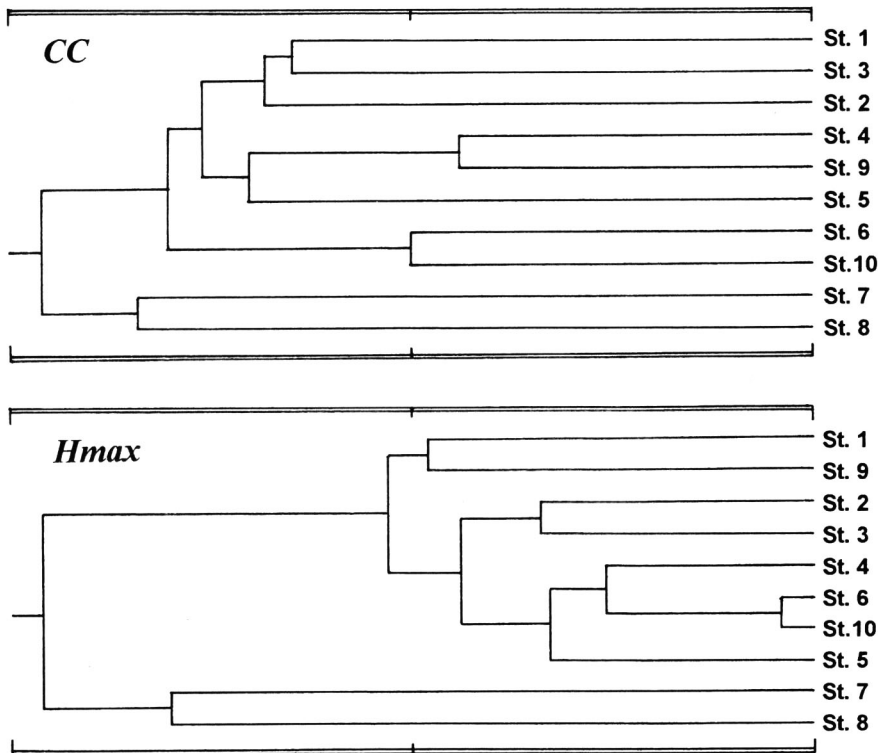 CC
St. 1
St. 3
St. 2
St. 4
St. 9
St. 5
St. 6
St.10
St. 7
St. 8
Hmax
St. 1
St. 9
St. 2
St. 3
St. 4
St. 6
St.10
St. 5
St. 7
St. 8